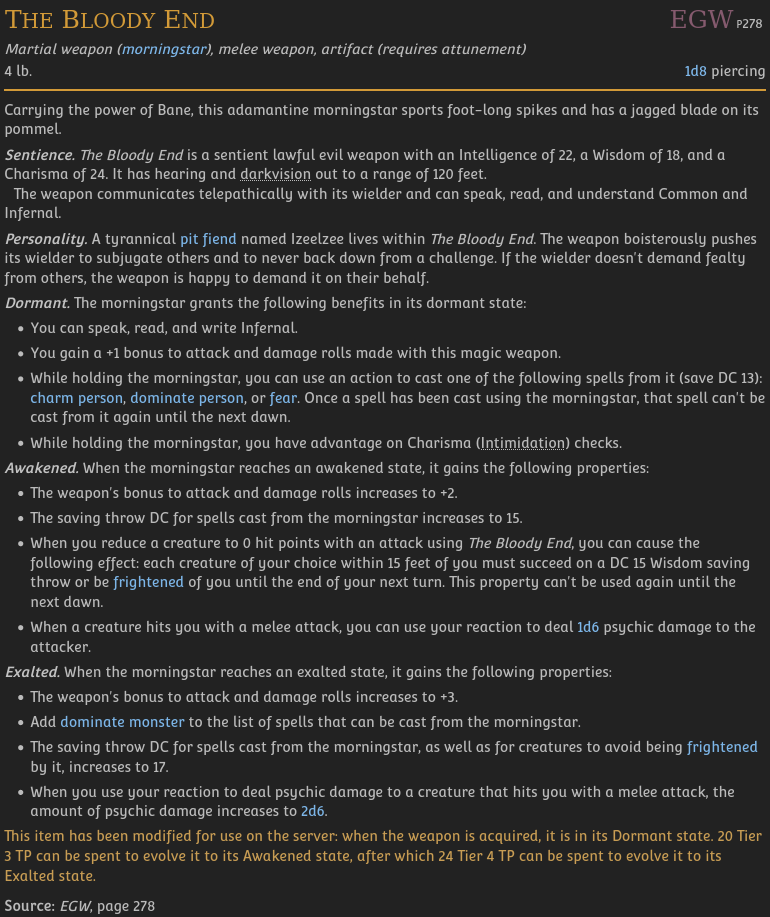 The Bloody End EGW P278
Martial weapon (morningstar), melee weapon, artifact (requires attunement)
4 lb. 1d8 piercing
Carrying the power of Bane, this adamantine morningstar sports foot-long spikes and has a jagged blade on its
pommel.
Sentience. The Bloody End is a sentient lawful evil weapon with an Intelligence of 22, a Wisdom of 18, and a
Charisma of 24. It has hearing and darkvision out to a range of 120 feet.
The weapon communicates telepathically with its wielder and can speak, read, and understand Common and
Infernal.
Personality. A tyrannical pit fiend named Izeelzee lives within The Bloody End. The weapon boisterously pushes
its wielder to subjugate others and to never back down from a challenge. If the wielder doesn't demand fealty
from others, the weapon is happy to demand it on their behalf.
Dormant. The morningstar grants the following benefits in its dormant state:
• You can speak, read, and write Infernal.
• You gain a +1 bonus to attack and damage rolls made with this magic weapon.
• While holding the morningstar, you can use an action to cast one of the following spells from it (save DC 13):
charm person, dominate person, or fear. Once a spell has been cast using the morningstar, that spell can't be
cast from it again until the next dawn.
• While holding the morningstar, you have advantage on Charisma (Intimidation) checks.
Awakened. When the morningstar reaches an awakened state, it gains the following properties:
• The weapon's bonus to attack and damage rolls increases to +2.
• The saving throw DC for spells cast from the morningstar increases to 15.
• When you reduce a creature to 0 hit points with an attack using The Bloody End, you can cause the
following effect: each creature of your choice within 15 feet of you must succeed on a DC 15 Wisdom saving
throw or be frightened of you until the end of your next turn. This property can't be used again until the
next dawn.
• When a creature hits you with a melee attack, you can use your reaction to deal 1d6 psychic damage to the
attacker.
Exalted. When the morningstar reaches an exalted state, it gains the following properties:
• The weapon's bonus to attack and damage rolls increases to +3.
• Add dominate monster to the list of spells that can be cast from the morningstar.
• The saving throw DC for spells cast from the morningstar, as well as for creatures to avoid being frightened
by it, increases to 17.
• When you use your reaction to deal psychic damage to a creature that hits you with a melee attack, the
amount of psychic damage increases to 2d6.
This item has been modified for use on the server: when the weapon is acquired, it is in its Dormant state. 20 Tier
3 TP can be spent to evolve it to its Awakened state, after which 24 Tier 4 TP can be spent to evolve it to its
Exalted state.
Source: EGW, page 278